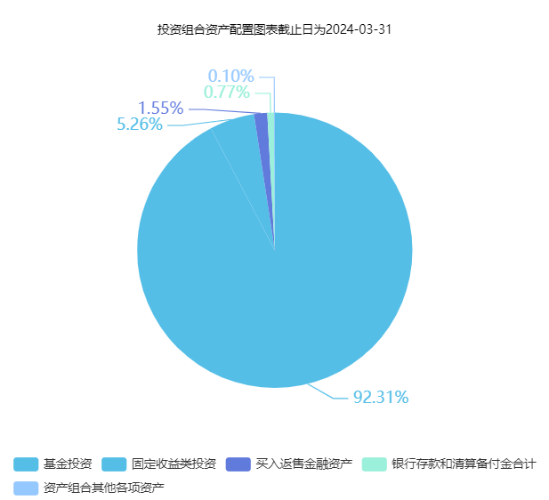 投资组合资产配置图表截止日为2024-03-31
0.10%
0.77%
1.55%
5.26%
92.31%
基金投资 固定收益类投资 买入返售金融资产 银行存款和清算备付金合计
资产组合其他各项资产